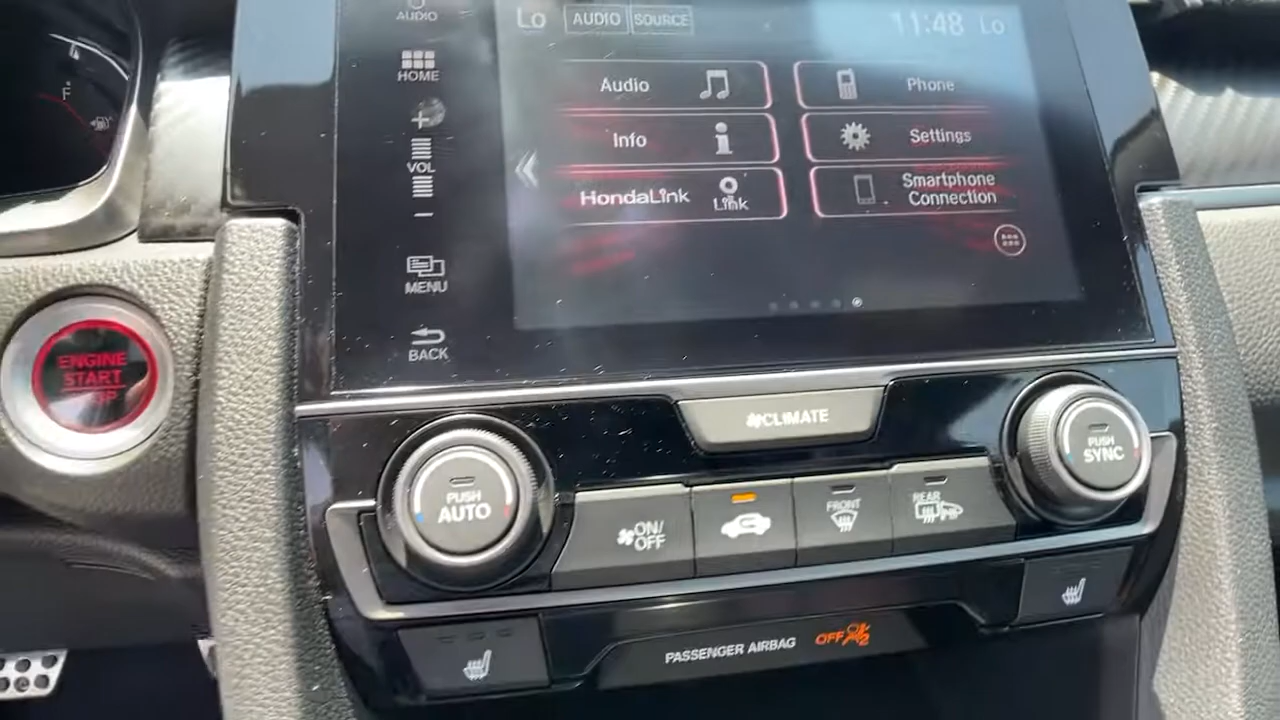 F
AUDIO
Lo
AUDIO
SOURCE
11:48
Lo
HOME
Audio
Phone
+
Info
Settings
VOL
HondaLink
Link
Smartphone
Connection
−
MENU
BACK
ENGINE
START
CLIMATE
PUSH
AUTO
PUSH
SYNC
ON/
OFF
FRONT
REAR
PASSENGER AIRBAG
OFF
2